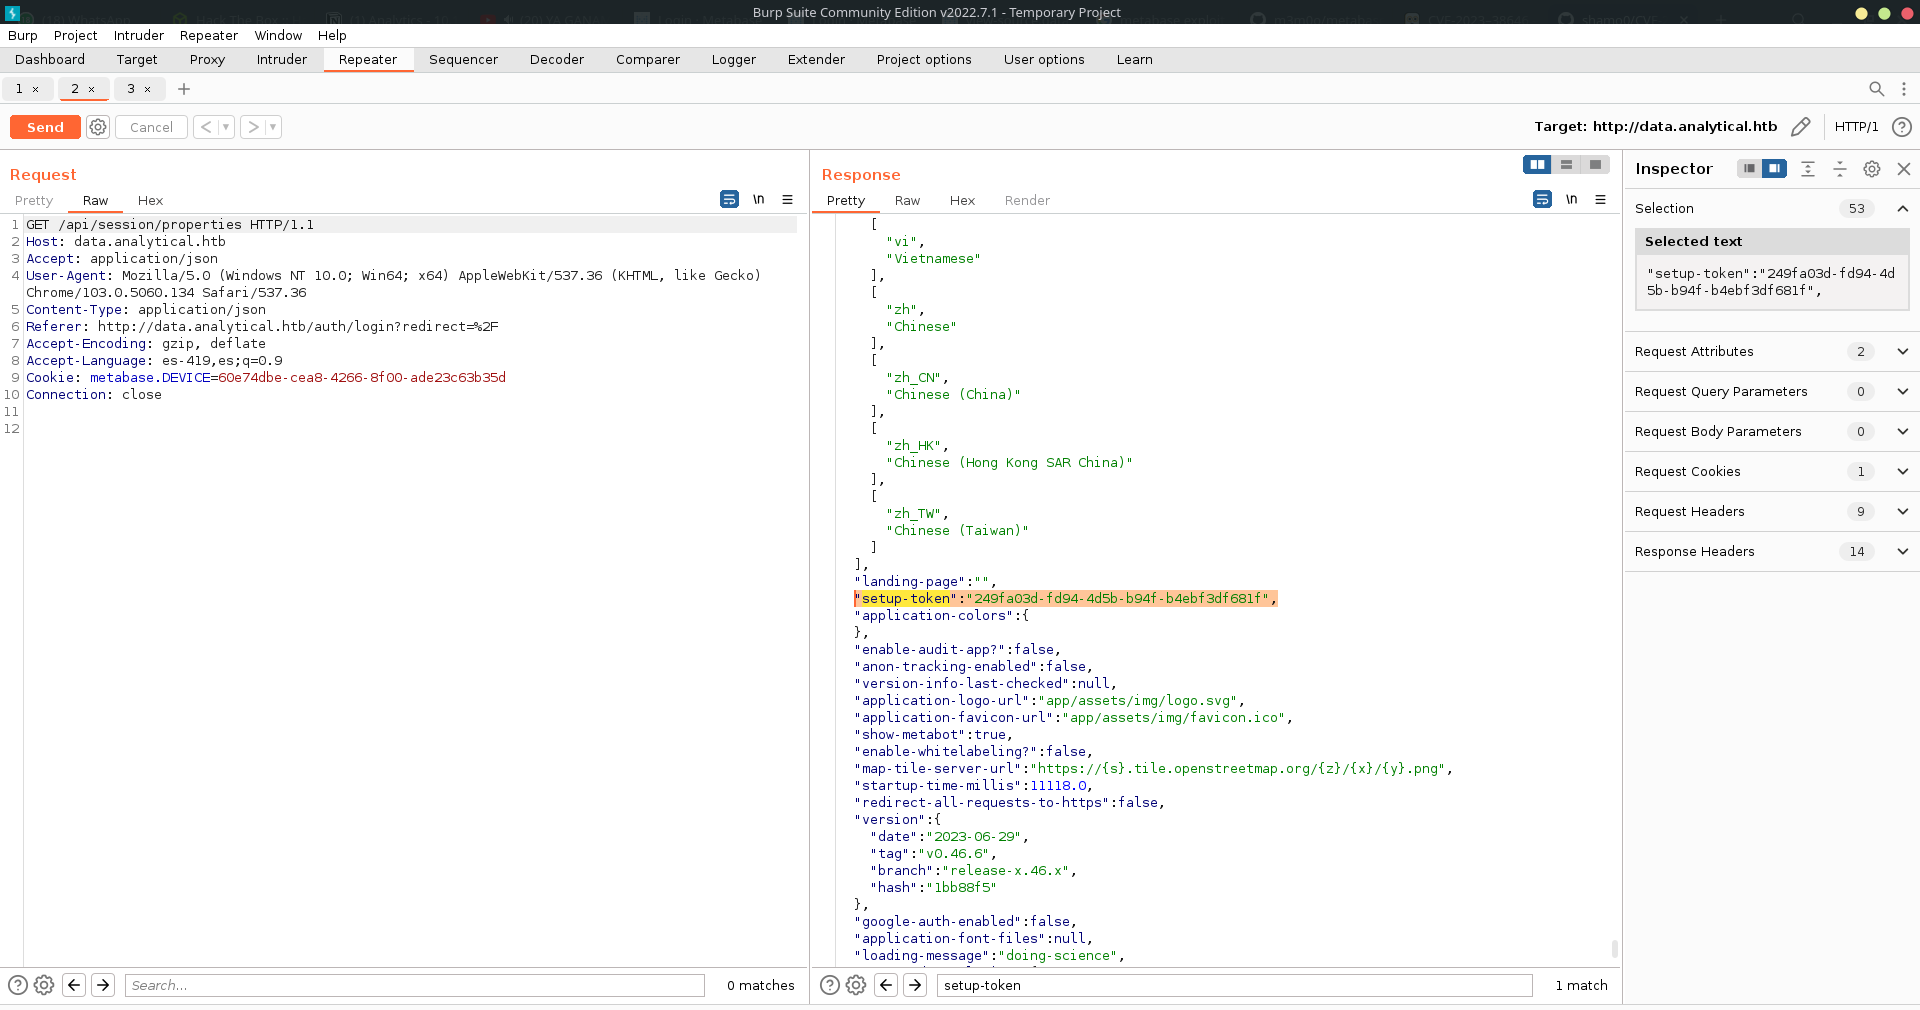 Burp Suite Community Edition v2022.7.1 - Temporary Project
Burp Project Intruder Repeater Window Help
Dashboard Target Proxy Intruder Repeater Sequencer Decoder Comparer Logger Extender Project options User options Learn
1 × 2 × 3 × +
Send Cancel < > Target: http://data.analytical.htb HTTP/1 ?
Request
Pretty Raw Hex \n
1 GET /api/session/properties HTTP/1.1
2 Host: data.analytical.htb
3 Accept: application/json
4 User-Agent: Mozilla/5.0 (Windows NT 10.0; Win64; x64) AppleWebKit/537.36 (KHTML, like Gecko)
Chrome/103.0.5060.134 Safari/537.36
5 Content-Type: application/json
6 Referer: http://data.analytical.htb/auth/login?redirect=%2F
7 Accept-Encoding: gzip, deflate
8 Accept-Language: es-419,es;q=0.9
9 Cookie: metabase.DEVICE=60e74dbe-cea8-4266-8f00-ade23c63b35d
10 Connection: close
11
12
Search... 0 matches
Response
Pretty Raw Hex Render \n
[
"vi",
"Vietnamese"
],
[
"zh",
"Chinese"
],
[
"zh_CN",
"Chinese (China)"
],
[
"zh_HK",
"Chinese (Hong Kong SAR China)"
],
[
"zh_TW",
"Chinese (Taiwan)"
]
],
"landing-page":"",
"setup-token":"249fa03d-fd94-4d5b-b94f-b4ebf3df681f",
"application-colors":{
},
"enable-audit-app?":false,
"anon-tracking-enabled":false,
"version-info-last-checked":null,
"application-logo-url":"app/assets/img/logo.svg",
"application-favicon-url":"app/assets/img/favicon.ico",
"show-metabot":true,
"enable-whitelabeling?":false,
"map-tile-server-url":"https://{s}.tile.openstreetmap.org/{z}/{x}/{y}.png",
"startup-time-millis":11118.0,
"redirect-all-requests-to-https":false,
"version":{
"date":"2023-06-29",
"tag":"v0.46.6",
"branch":"release-x.46.x",
"hash":"1bb88f5"
},
"google-auth-enabled":false,
"application-font-files":null,
"loading-message":"doing-science",
setup-token 1 match
Inspector
Selection 53
Selected text
"setup-token":"249fa03d-fd94-4d
5b-b94f-b4ebf3df681f",
Request Attributes 2
Request Query Parameters 0
Request Body Parameters 0
Request Cookies 1
Request Headers 9
Response Headers 14